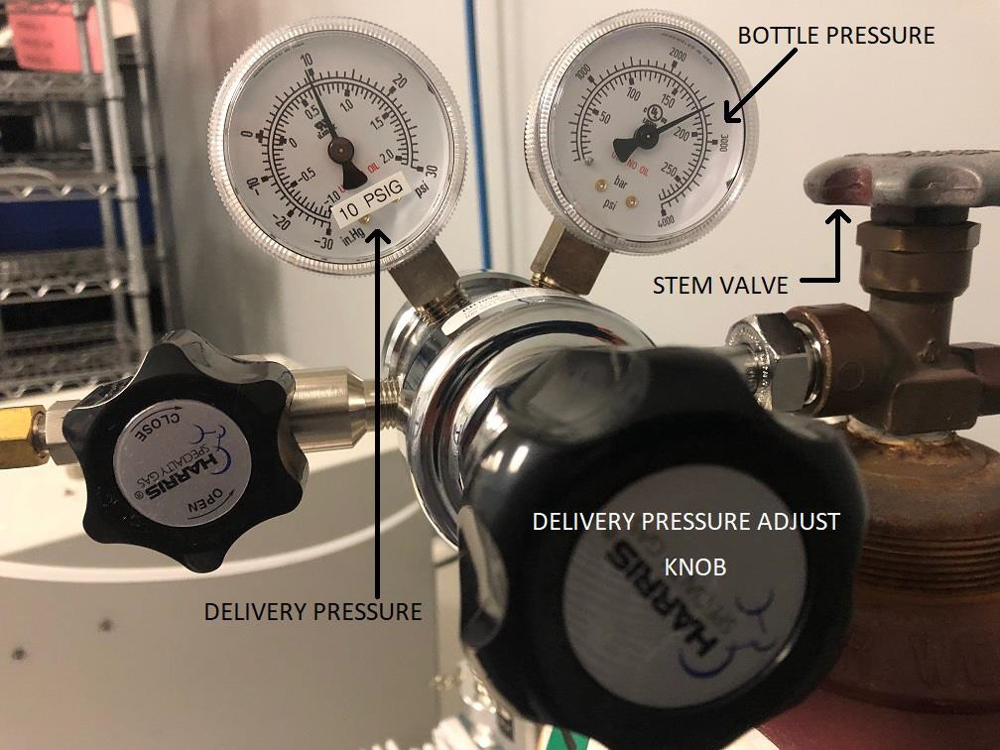 BOTTLE PRESSURE
10
20
0.5
1.0
1.5
2.0
30
psi
0
0
-10
-0.5
-20
-1.0
-30
in.Hg
OIL
10 PSIG
1000
2000
3000
4000
50
100
150
200
250
NO OIL
bar
psi
STEM VALVE
CLOSE
HARRIS®
SPECIALTY GAS
OPEN
DELIVERY PRESSURE ADJUST
KNOB
HARRIS
DELIVERY PRESSURE